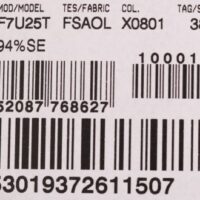 MOD/MODEL TES/FABRIC COL. TAG/S
F7U25T FSAOL X0801 38
94%SE
10001
52087 768627
53019372611507